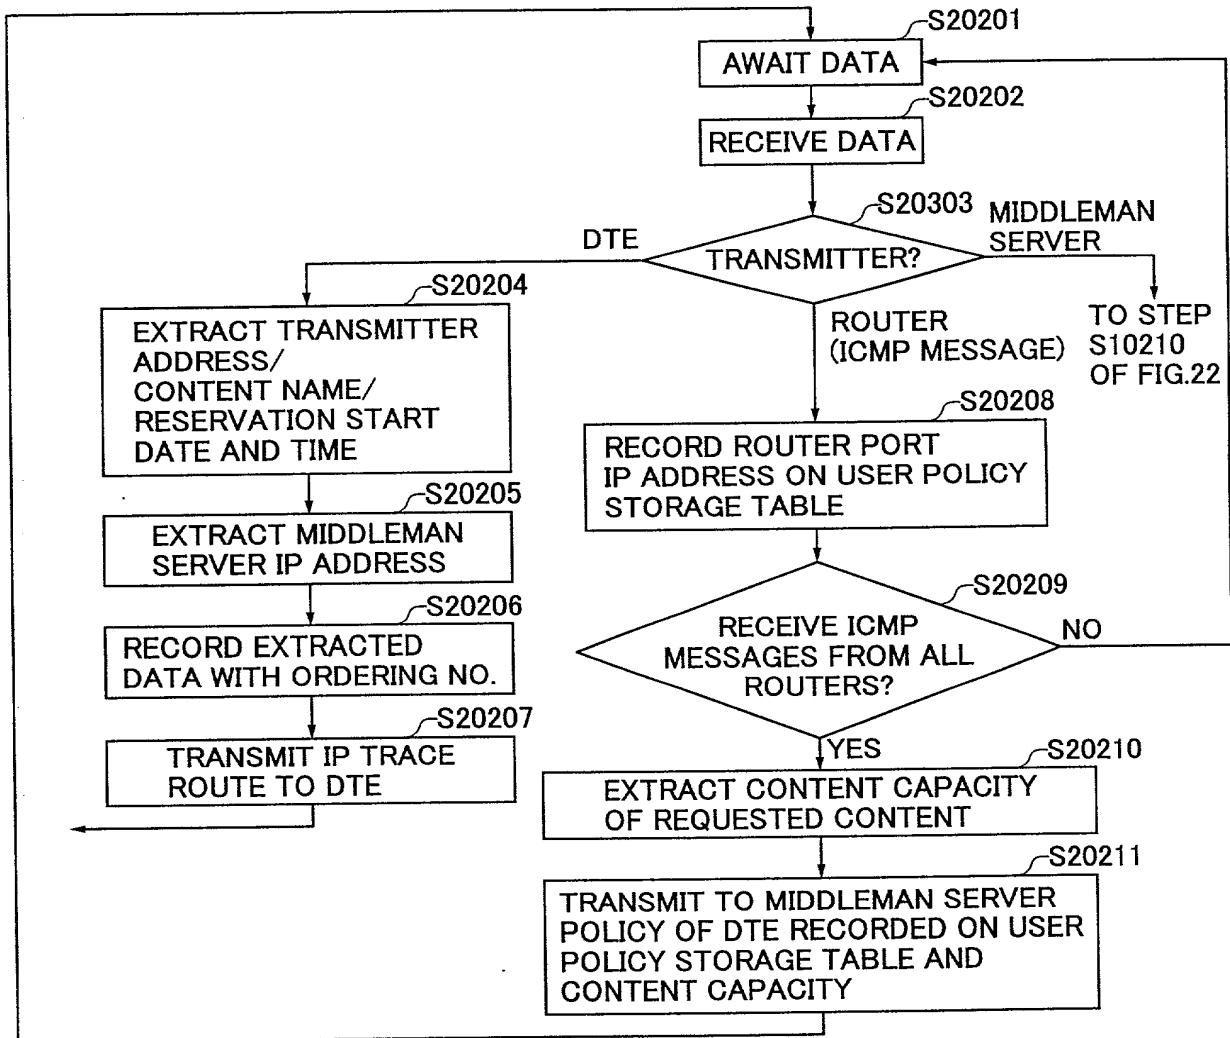 S20201
AWAIT DATA
S20202
RECEIVE DATA
S20303
TRANSMITTER?
DTE
MIDDLEMAN
SERVER
TO STEP
S10210
OF FIG.22
ROUTER
(ICMP MESSAGE)
S20204
EXTRACT TRANSMITTER
ADDRESS/
CONTENT NAME/
RESERVATION START
DATE AND TIME
S20205
EXTRACT MIDDLEMAN
SERVER IP ADDRESS
S20206
RECORD EXTRACTED
DATA WITH ORDERING NO.
S20207
TRANSMIT IP TRACE
ROUTE TO DTE
S20208
RECORD ROUTER PORT
IP ADDRESS ON USER POLICY
STORAGE TABLE
S20209
RECEIVE ICMP
MESSAGES FROM ALL
ROUTERS?
NO
YES
S20210
EXTRACT CONTENT CAPACITY
OF REQUESTED CONTENT
S20211
TRANSMIT TO MIDDLEMAN SERVER
POLICY OF DTE RECORDED ON USER
POLICY STORAGE TABLE AND
CONTENT CAPACITY